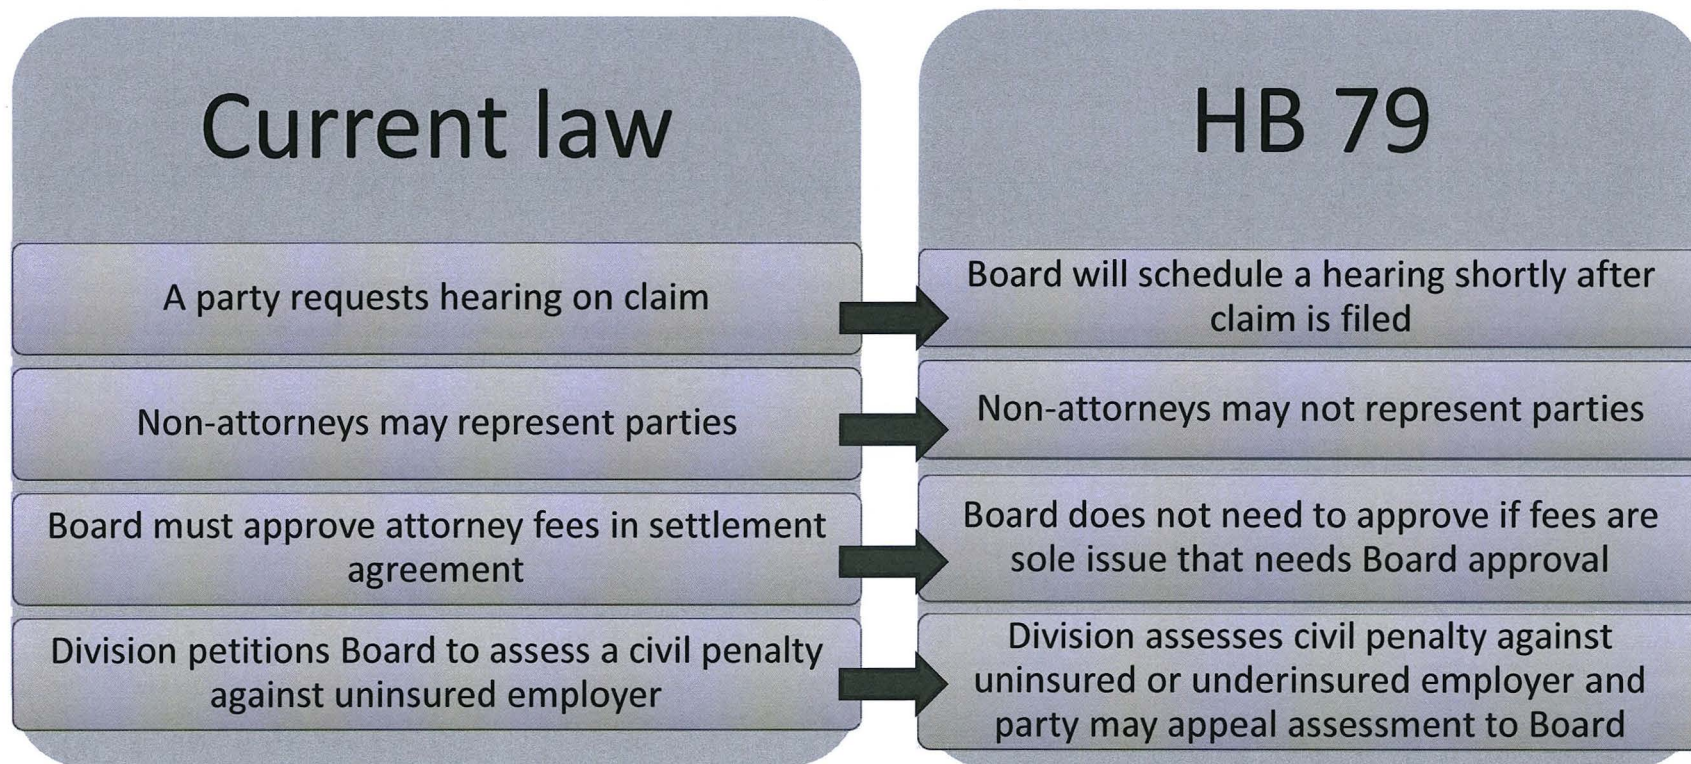 Current law
A party requests hearing on claim
Non-attorneys may represent parties
Board must approve attorney fees in settlement
agreement
Division petitions Board to assess a civil penalty
against uninsured employer
HB 79
Board will schedule a hearing shortly after
claim is filed
Non-attorneys may not represent parties
Board does not need to approve if fees are
sole issue that needs Board approval
Division assesses civil penalty against
uninsured or underinsured employer and
party may appeal assessment to Board